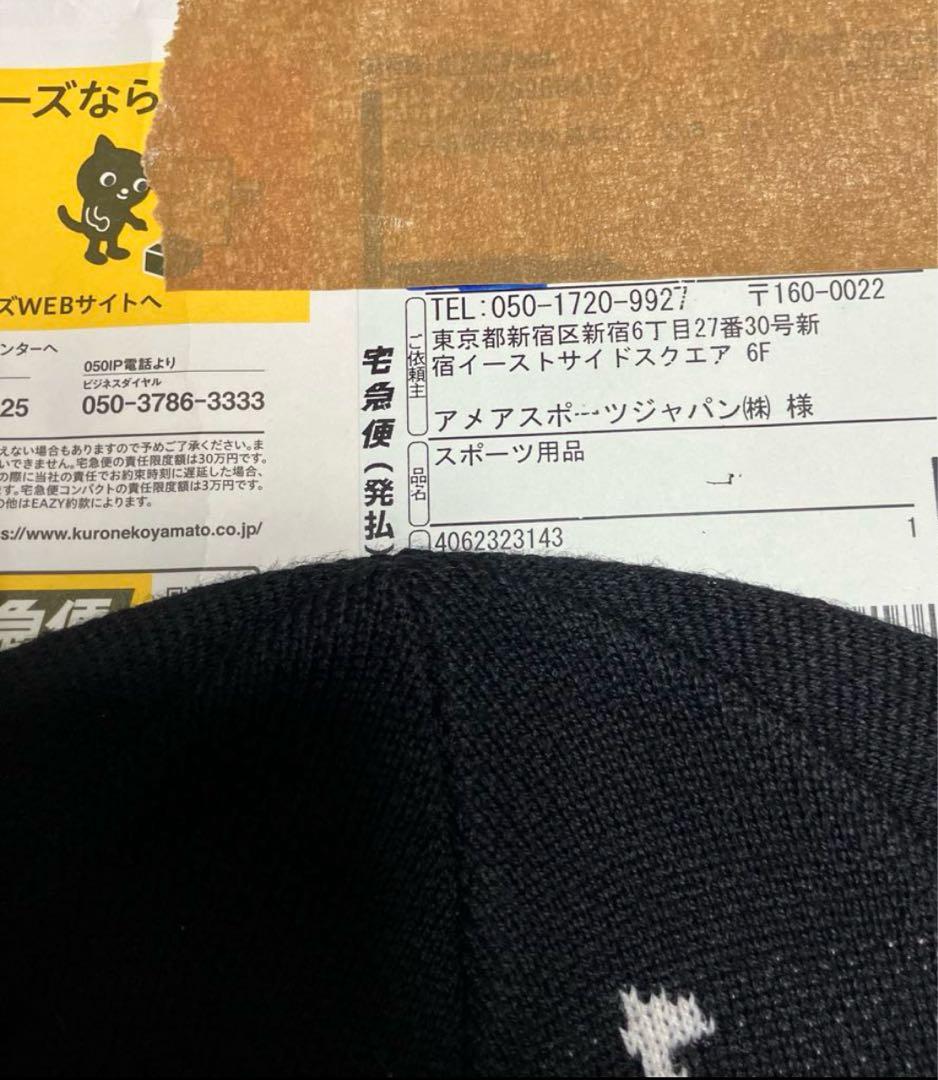 ーズなら
ズWEBサイトへ
ンターへ
050IP電話より
ビジネスダイヤル
25
050-3786-3333
えない場合もありますので予めご了承ください。ま
いできません。宅急便の責任限度額は30万円です。
の際に当社の責任でお約束時刻に遅延した場合、
ます。宅急便コンパクトの責任限度額は3万円です。
の他はEAZY約款によります。
s://www.kuronekoyamato.co.jp/
急便
宅急便(発払)
ご依頼主
TEL:050-1720-9927
〒160-0022
東京都新宿区新宿6丁目27番30号新
宿イーストサイドスクエア 6F
アメアスポーツジャパン㈱ 様
品名
スポーツ用品
4062323143
1